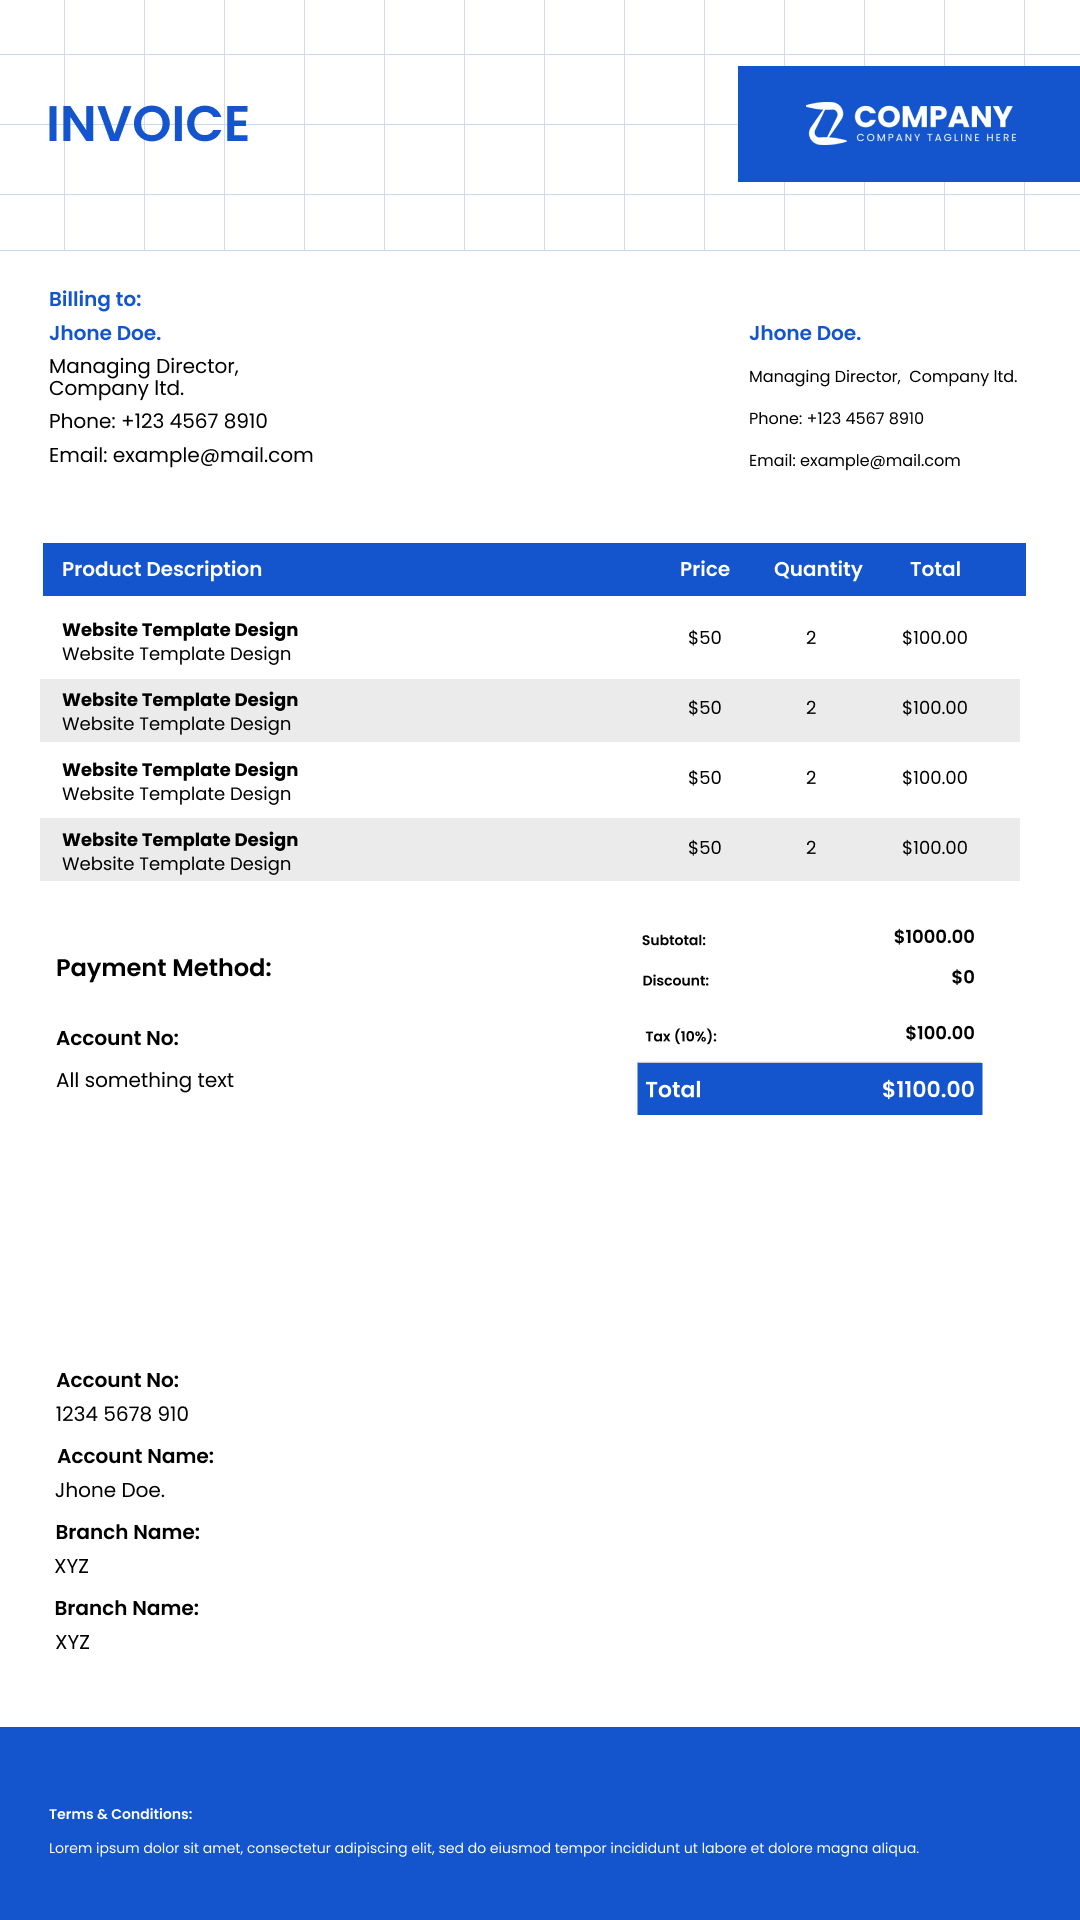 INVOICE
COMPANY
COMPANY TAGLINE HERE
Billing to:
Jhone Doe.
Managing Director,
Company ltd.
Phone: +123 4567 8910
Email: example@mail.com
Jhone Doe.
Managing Director,  Company ltd.
Phone: +123 4567 8910
Email: example@mail.com
Product Description Price Quantity Total
Website Template Design
Website Template Design $50 2 $100.00
Website Template Design
Website Template Design $50 2 $100.00
Website Template Design
Website Template Design $50 2 $100.00
Website Template Design
Website Template Design $50 2 $100.00
Payment Method:
Account No:
All something text
Subtotal: $1000.00
Discount: $0
Tax (10%): $100.00
Total $1100.00
Account No:
1234 5678 910
Account Name:
Jhone Doe.
Branch Name:
XYZ
Branch Name:
XYZ
Terms & Conditions:
Lorem ipsum dolor sit amet, consectetur adipiscing elit, sed do eiusmod tempor incididunt ut labore et dolore magna aliqua.